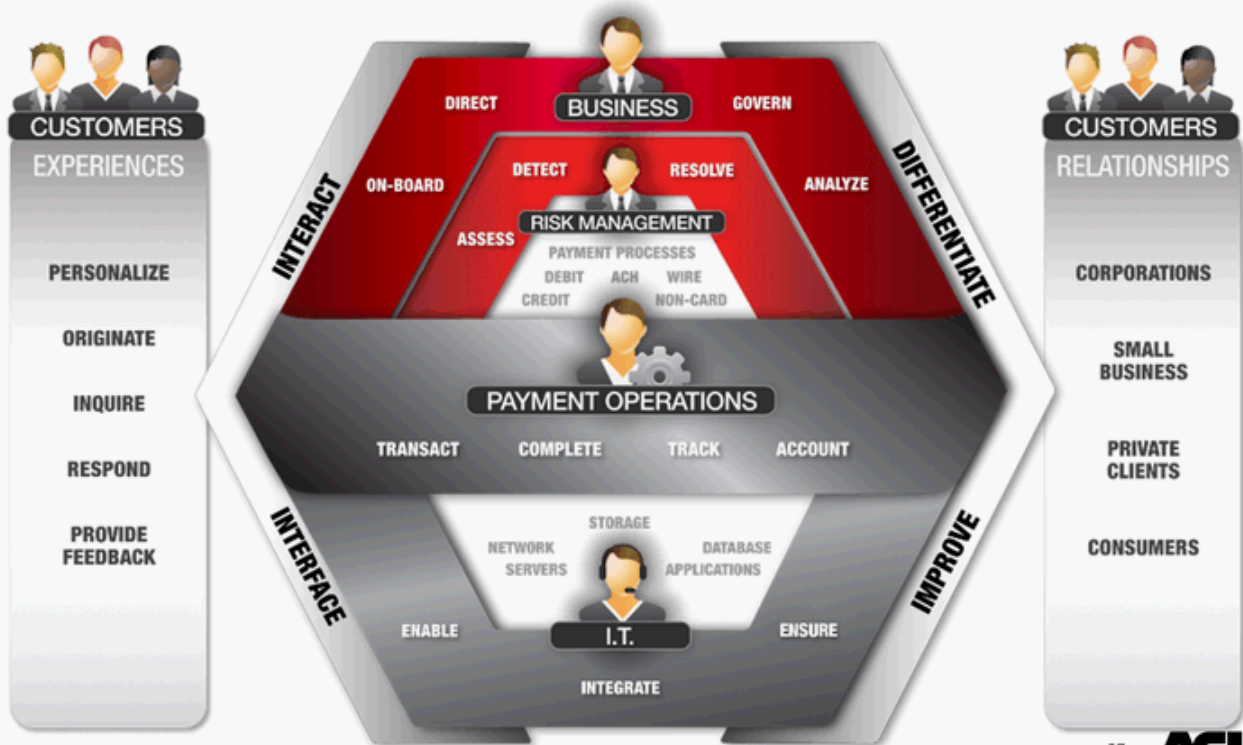 CUSTOMERS
EXPERIENCES
PERSONALIZE
ORIGINATE
INQUIRE
RESPOND
PROVIDE
FEEDBACK
INTERACT
INTERFACE
BUSINESS
DIRECT
GOVERN
ON-BOARD
ANALYZE
DETECT
RESOLVE
RISK MANAGEMENT
ASSESS
PAYMENT PROCESSES
DEBIT ACH WIRE
CREDIT NON-CARD
PAYMENT OPERATIONS
TRANSACT COMPLETE TRACK ACCOUNT
STORAGE
NETWORK DATABASE
SERVERS APPLICATIONS
I.T.
ENABLE
ENSURE
INTEGRATE
DIFFERENTIATE
IMPROVE
CUSTOMERS
RELATIONSHIPS
CORPORATIONS
SMALL
BUSINESS
PRIVATE
CLIENTS
CONSUMERS